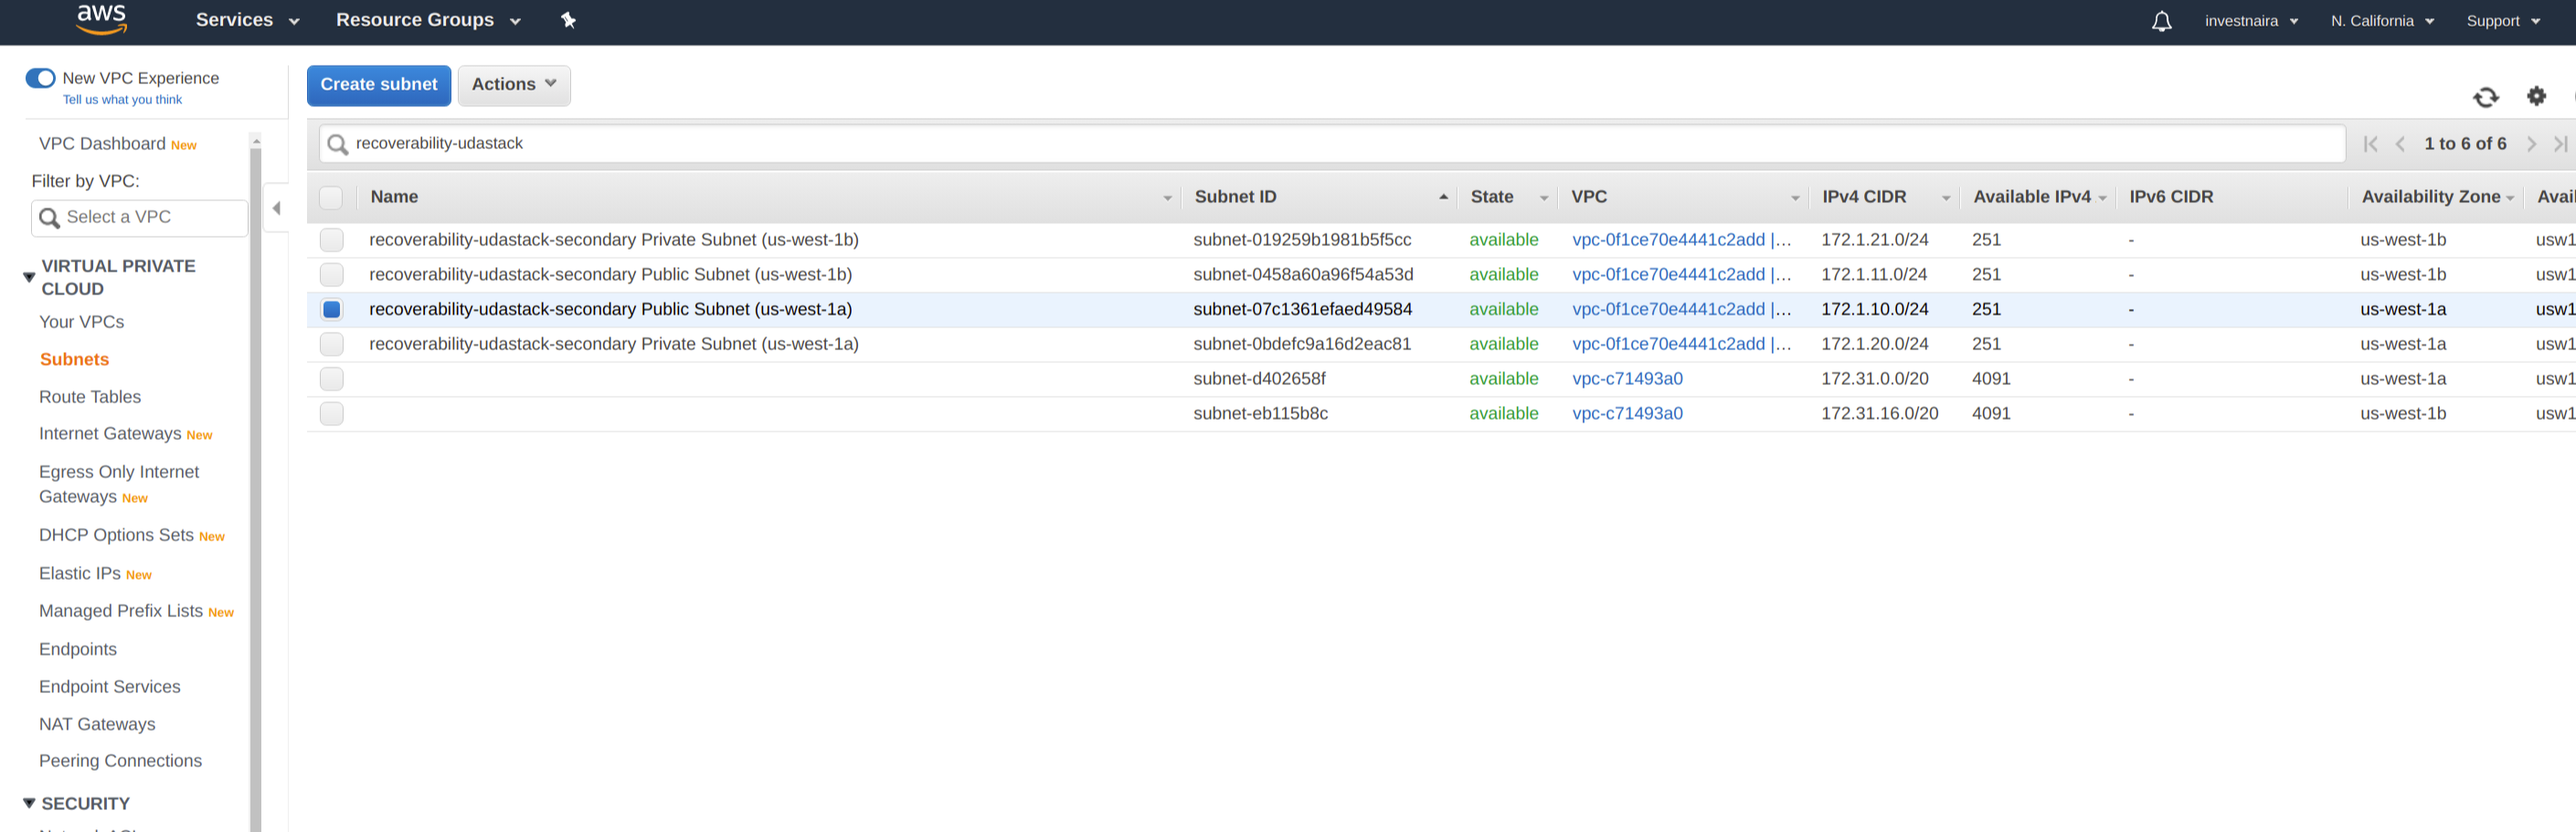 aws Services Resource Groups investnaira N. California Support
New VPC Experience
Tell us what you think
VPC Dashboard New
Filter by VPC:
Select a VPC
VIRTUAL PRIVATE
CLOUD
Your VPCs
Subnets
Route Tables
Internet Gateways New
Egress Only Internet
Gateways New
DHCP Options Sets New
Elastic IPs New
Managed Prefix Lists New
Endpoints
Endpoint Services
NAT Gateways
Peering Connections
SECURITY
Create subnet Actions
recoverability-udastack 1 to 6 of 6
Name Subnet ID State VPC IPv4 CIDR Available IPv4 IPv6 CIDR Availability Zone Avail
recoverability-udastack-secondary Private Subnet (us-west-1b) subnet-019259b1981b5f5cc available vpc-0f1ce70e4441c2add |... 172.1.21.0/24 251 - us-west-1b usw1
recoverability-udastack-secondary Public Subnet (us-west-1b) subnet-0458a60a96f54a53d available vpc-0f1ce70e4441c2add |... 172.1.11.0/24 251 - us-west-1b usw1
recoverability-udastack-secondary Public Subnet (us-west-1a) subnet-07c1361efaed49584 available vpc-0f1ce70e4441c2add |... 172.1.10.0/24 251 - us-west-1a usw1
recoverability-udastack-secondary Private Subnet (us-west-1a) subnet-0bdefc9a16d2eac81 available vpc-0f1ce70e4441c2add |... 172.1.20.0/24 251 - us-west-1a usw1
subnet-d402658f available vpc-c71493a0 172.31.0.0/20 4091 - us-west-1a usw1
subnet-eb115b8c available vpc-c71493a0 172.31.16.0/20 4091 - us-west-1b usw1